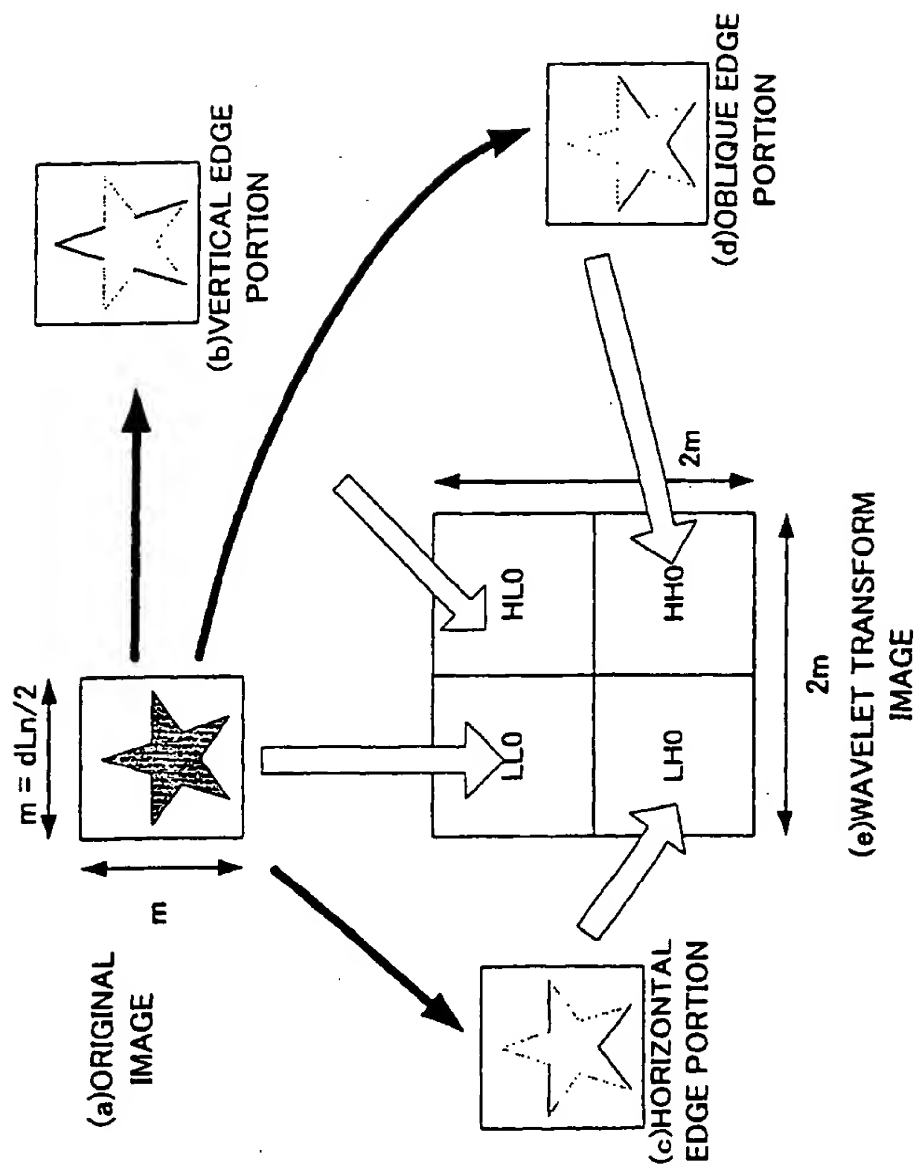 (a)ORIGINAL
IMAGE
m = dLn/2
m
(b)VERTICAL EDGE
PORTION
(c)HORIZONTAL
EDGE PORTION
(d)OBLIQUE EDGE
PORTION
LL0
HL0
LH0
HH0
2m
2m
(e)WAVELET TRANSFORM
IMAGE